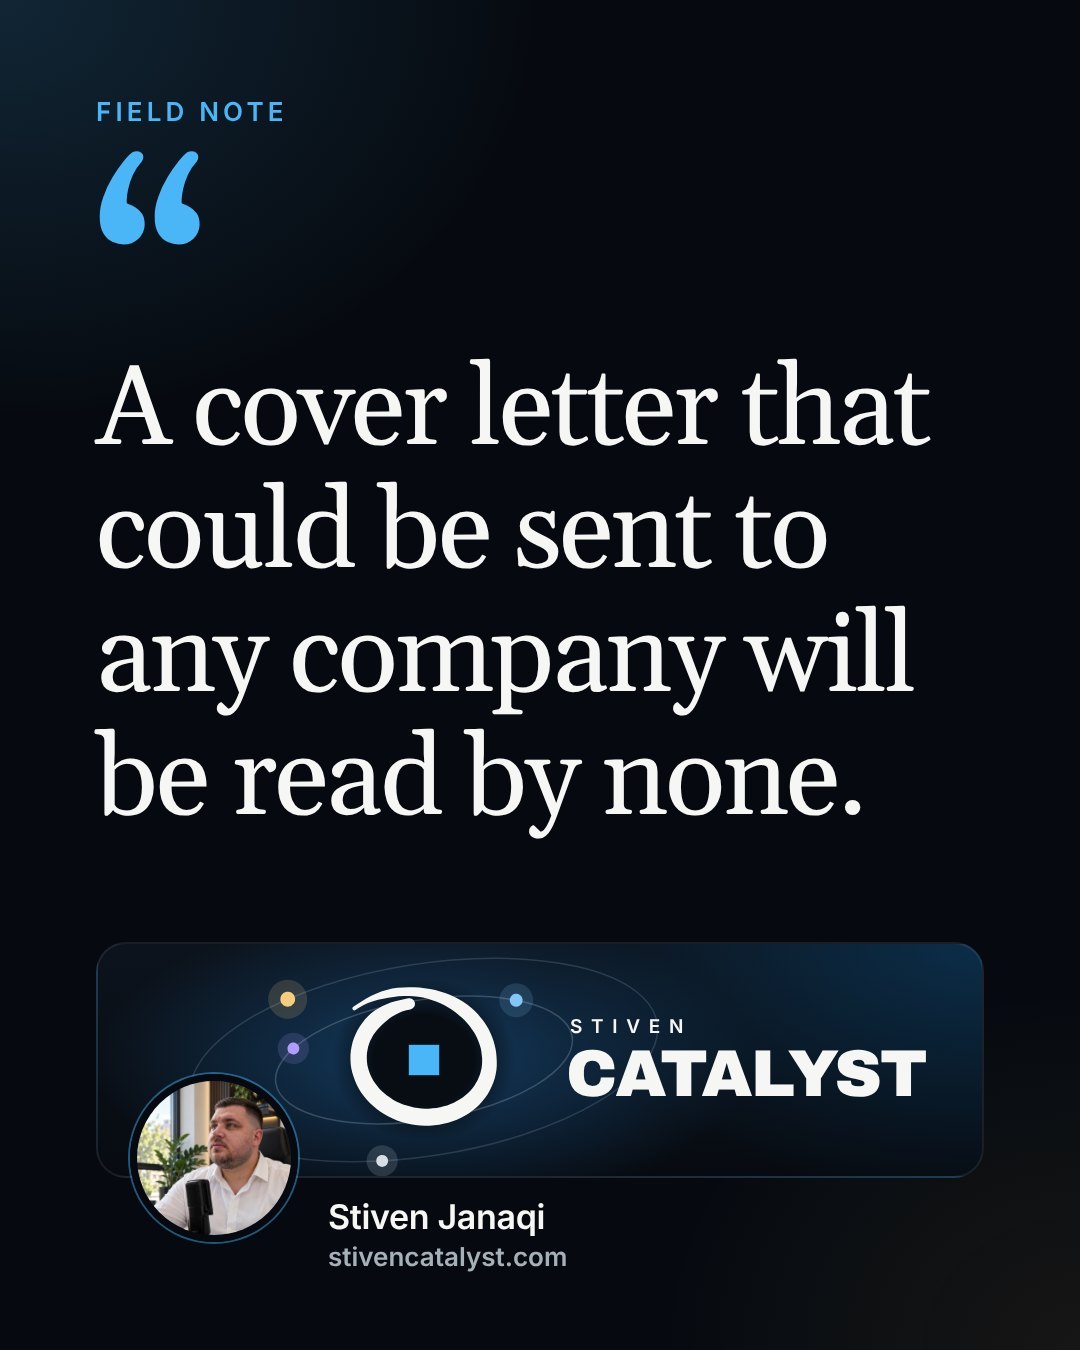 FIELD NOTE
“
A cover letter that
could be sent to
any company will
be read by none.
STIVEN
CATALYST
Stiven Janaqi
stivencatalyst.com